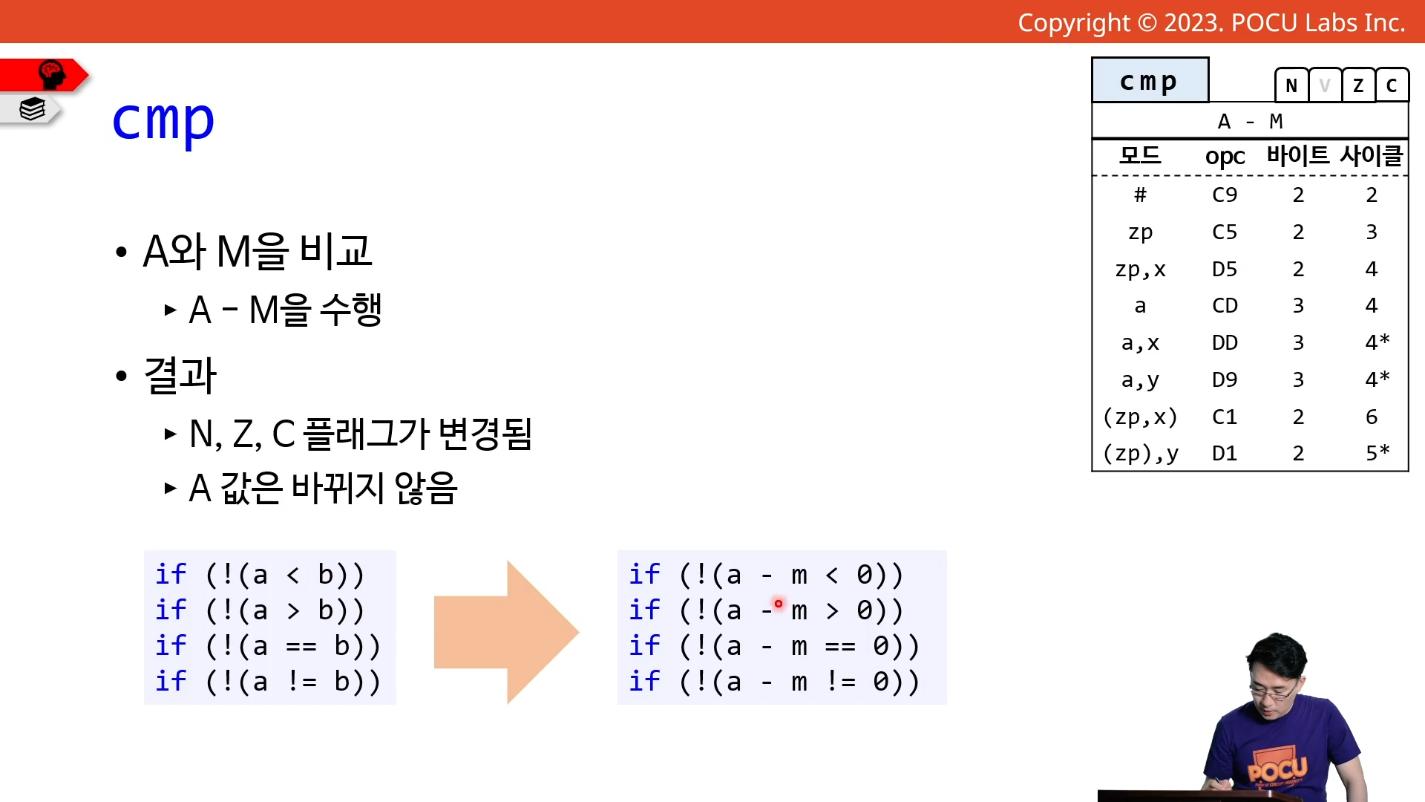 Copyright © 2023. POCU Labs Inc.
cmp
• A와 M을 비교
▸ A – M을 수행
• 결과
▸ N, Z, C 플래그가 변경됨
▸ A 값은 바뀌지 않음
if (!(a < b))
if (!(a > b))
if (!(a == b))
if (!(a != b))
if (!(a - m < 0))
if (!(a - m > 0))
if (!(a - m == 0))
if (!(a - m != 0))
cmp N V Z C
A - M
모드 opc 바이트 사이클
# C9 2 2
zp C5 2 3
zp,x D5 2 4
a CD 3 4
a,x DD 3 4*
a,y D9 3 4*
(zp,x) C1 2 6
(zp),y D1 2 5*
POCU